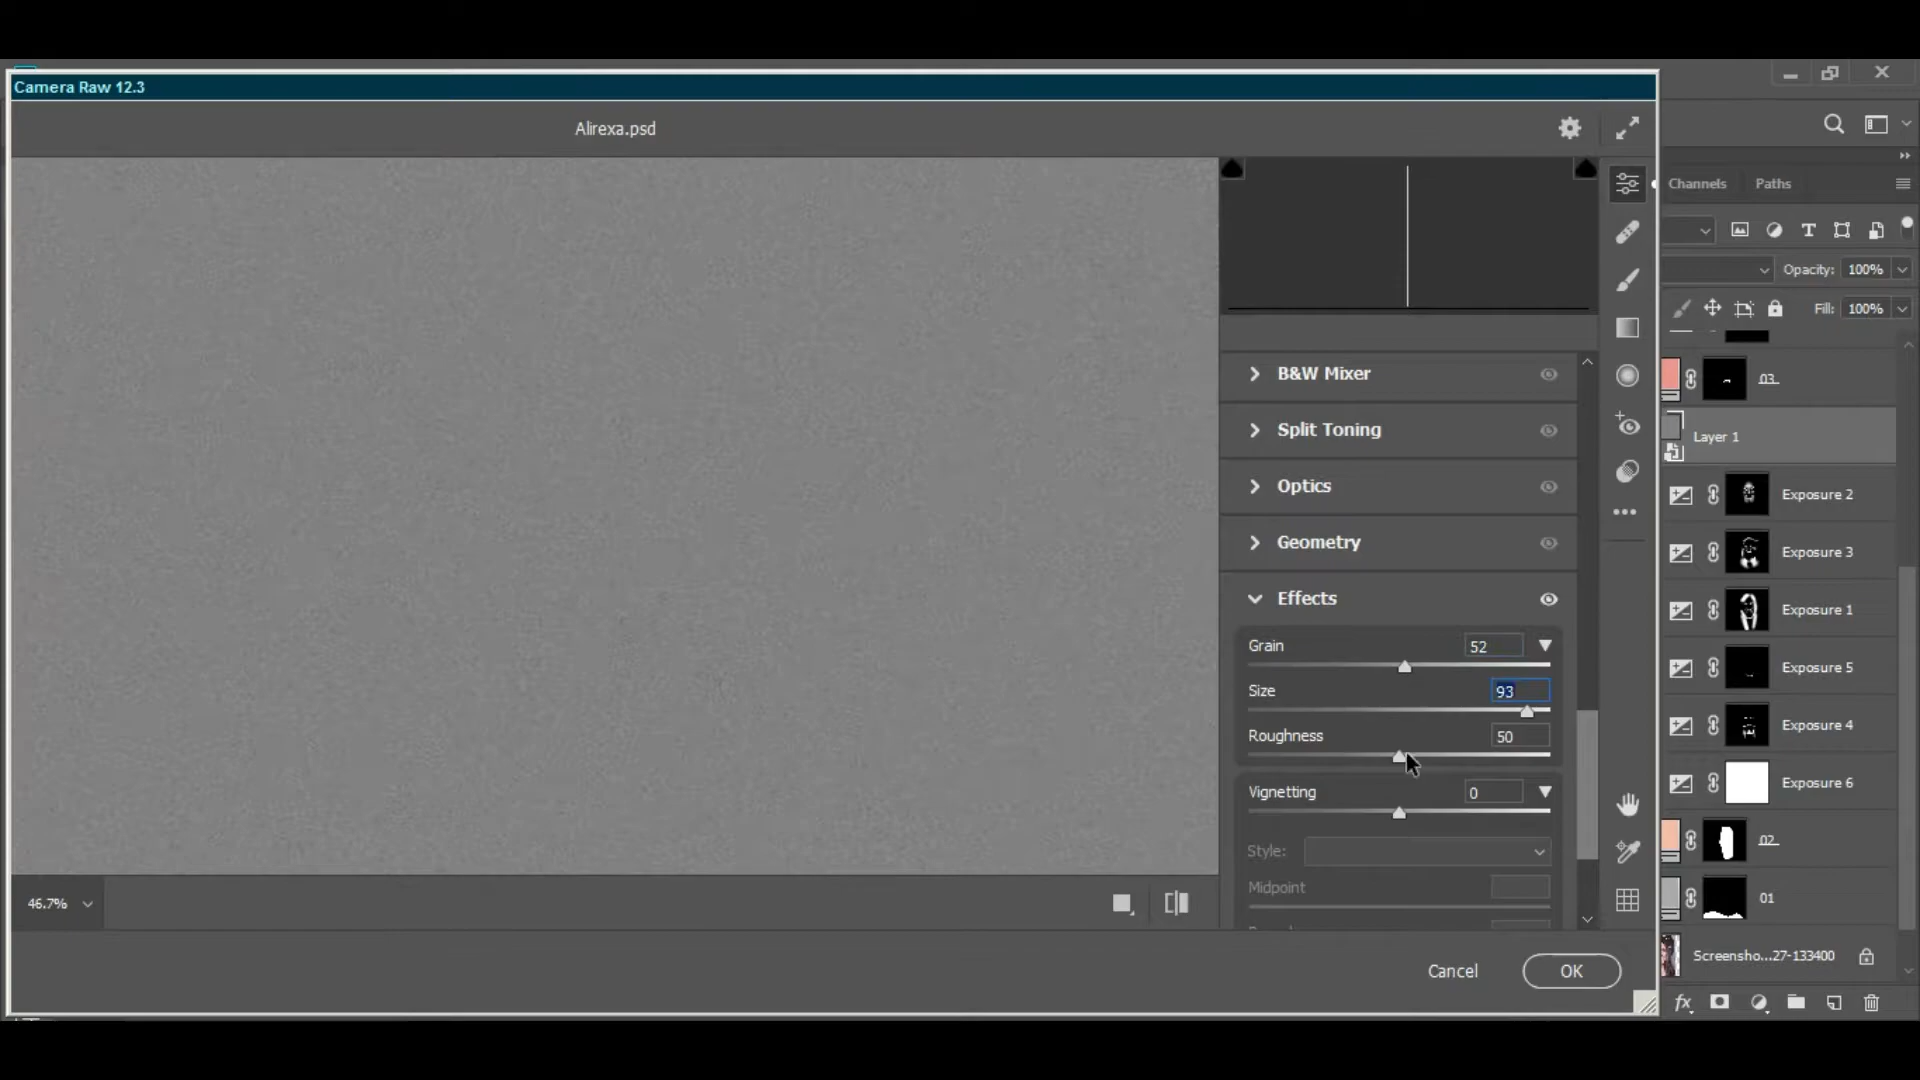 Camera Raw 12.3
Alirexa.psd
Channels
Paths
Opacity: 100%
Fill: 100%
B&W Mixer
Split Toning
Optics
Geometry
Effects
Grain 52
Size 93
Roughness 50
Vignetting 0
Style:
Midpoint
46.7%
Cancel
OK
03
Layer 1
Exposure 2
Exposure 3
Exposure 1
Exposure 5
Exposure 4
Exposure 6
02
01
Screensho...27-133400
fx